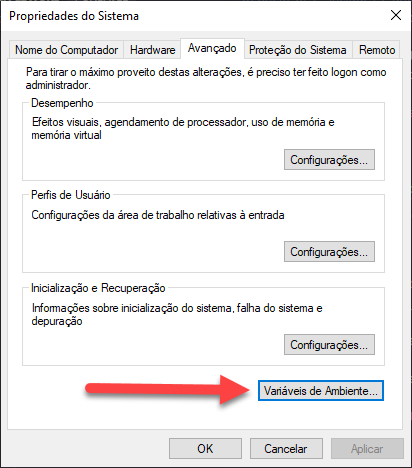 Propriedades do Sistema
Nome do Computador Hardware Avançado Proteção do Sistema Remoto
Para tirar o máximo proveito destas alterações, é preciso ter feito logon como
administrador.
Desempenho
Efeitos visuais, agendamento de processador, uso de memória e
memória virtual
Configurações...
Perfis de Usuário
Configurações da área de trabalho relativas à entrada
Configurações...
Inicialização e Recuperação
Informações sobre inicialização do sistema, falha do sistema e
depuração
Configurações...
Variáveis de Ambiente...
OK Cancelar Aplicar